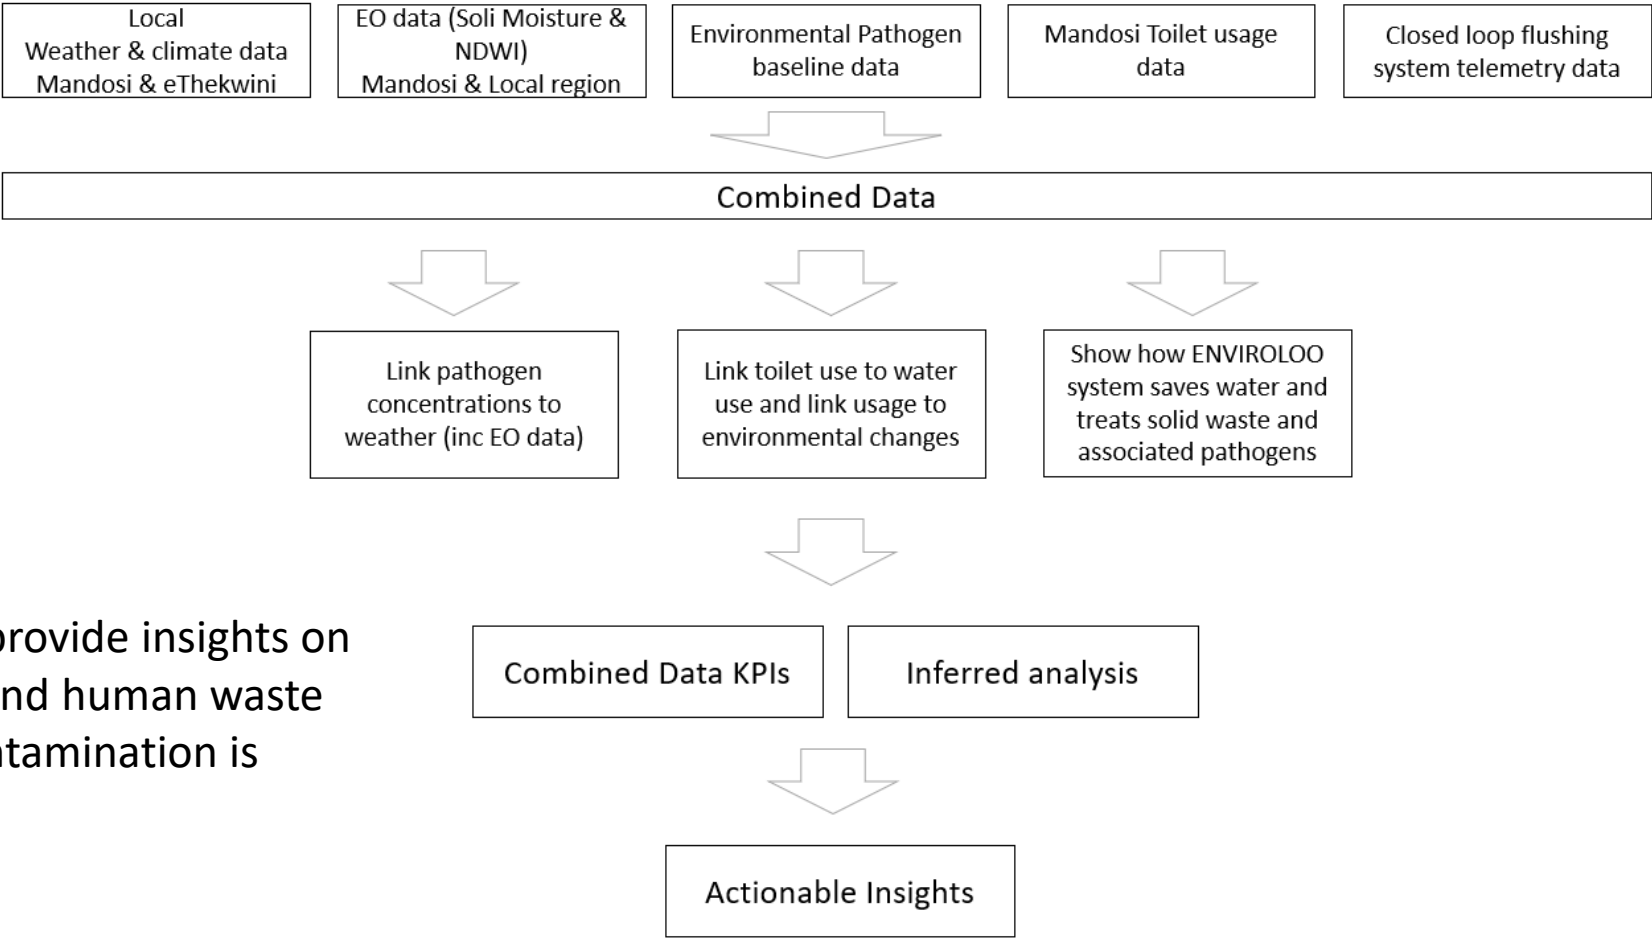 Local
Weather & climate data
Mandosi & eThekwini
EO data (Soli Moisture &
NDWI)
Mandosi & Local region
Environmental Pathogen
baseline data
Mandosi Toilet usage
data
Closed loop flushing
system telemetry data
Combined Data
Link pathogen
concentrations to
weather (inc EO data)
Link toilet use to water
use and link usage to
environmental changes
Show how ENVIROLOO
system saves water and
treats solid waste and
associated pathogens
provide insights on
nd human waste
ntamination is
Combined Data KPIs
Inferred analysis
Actionable Insights